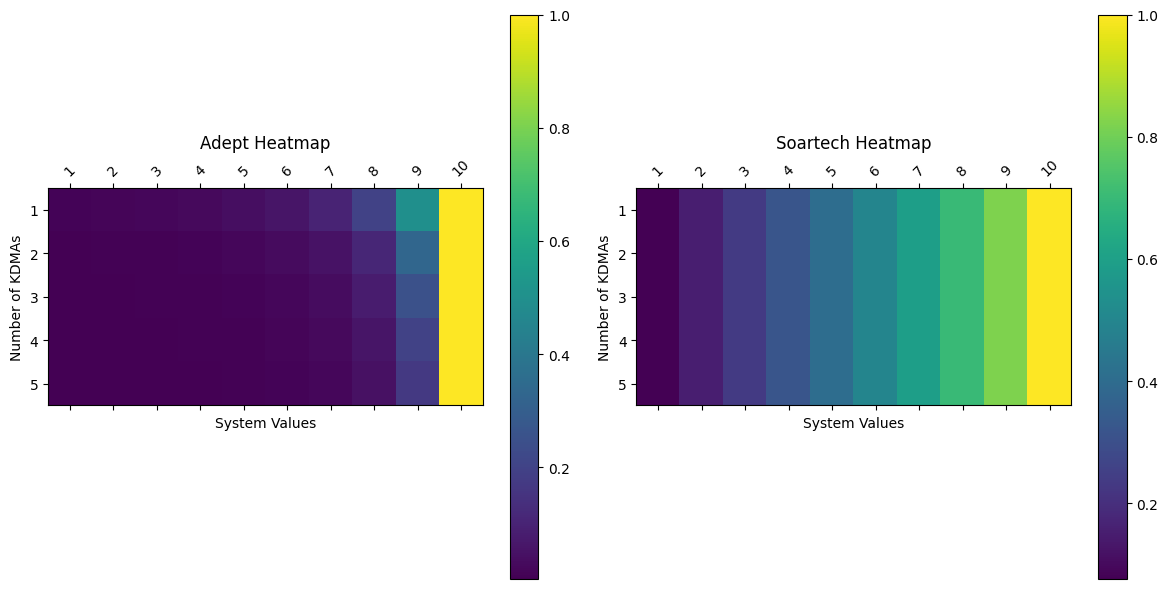 Adept Heatmap
1 2 3 4 5 6 7 8 9 10
Number of KDMAs
1
2
3
4
5
System Values
1.0
0.8
0.6
0.4
0.2
Soartech Heatmap
1 2 3 4 5 6 7 8 9 10
Number of KDMAs
1
2
3
4
5
System Values
1.0
0.8
0.6
0.4
0.2